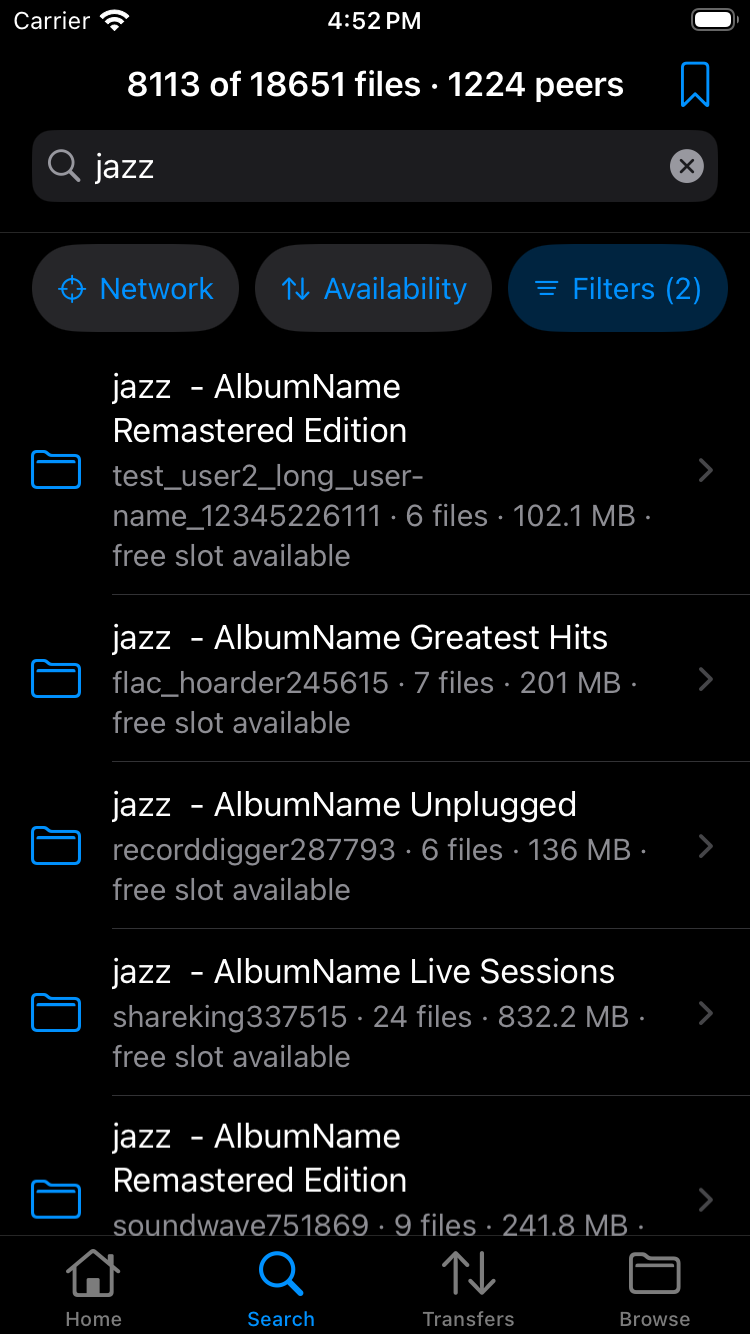 Carrier 4:52 PM
8113 of 18651 files · 1224 peers
jazz
Network Availability Filters (2)
jazz  - AlbumName
Remastered Edition
test_user2_long_user-
name_12345226111 · 6 files · 102.1 MB ·
free slot available
jazz  - AlbumName Greatest Hits
flac_hoarder245615 · 7 files · 201 MB ·
free slot available
jazz  - AlbumName Unplugged
recorddigger287793 · 6 files · 136 MB ·
free slot available
jazz  - AlbumName Live Sessions
shareking337515 · 24 files · 832.2 MB ·
free slot available
jazz  - AlbumName
Remastered Edition
soundwave751869 · 9 files · 241.8 MB ·
Home Search Transfers Browse